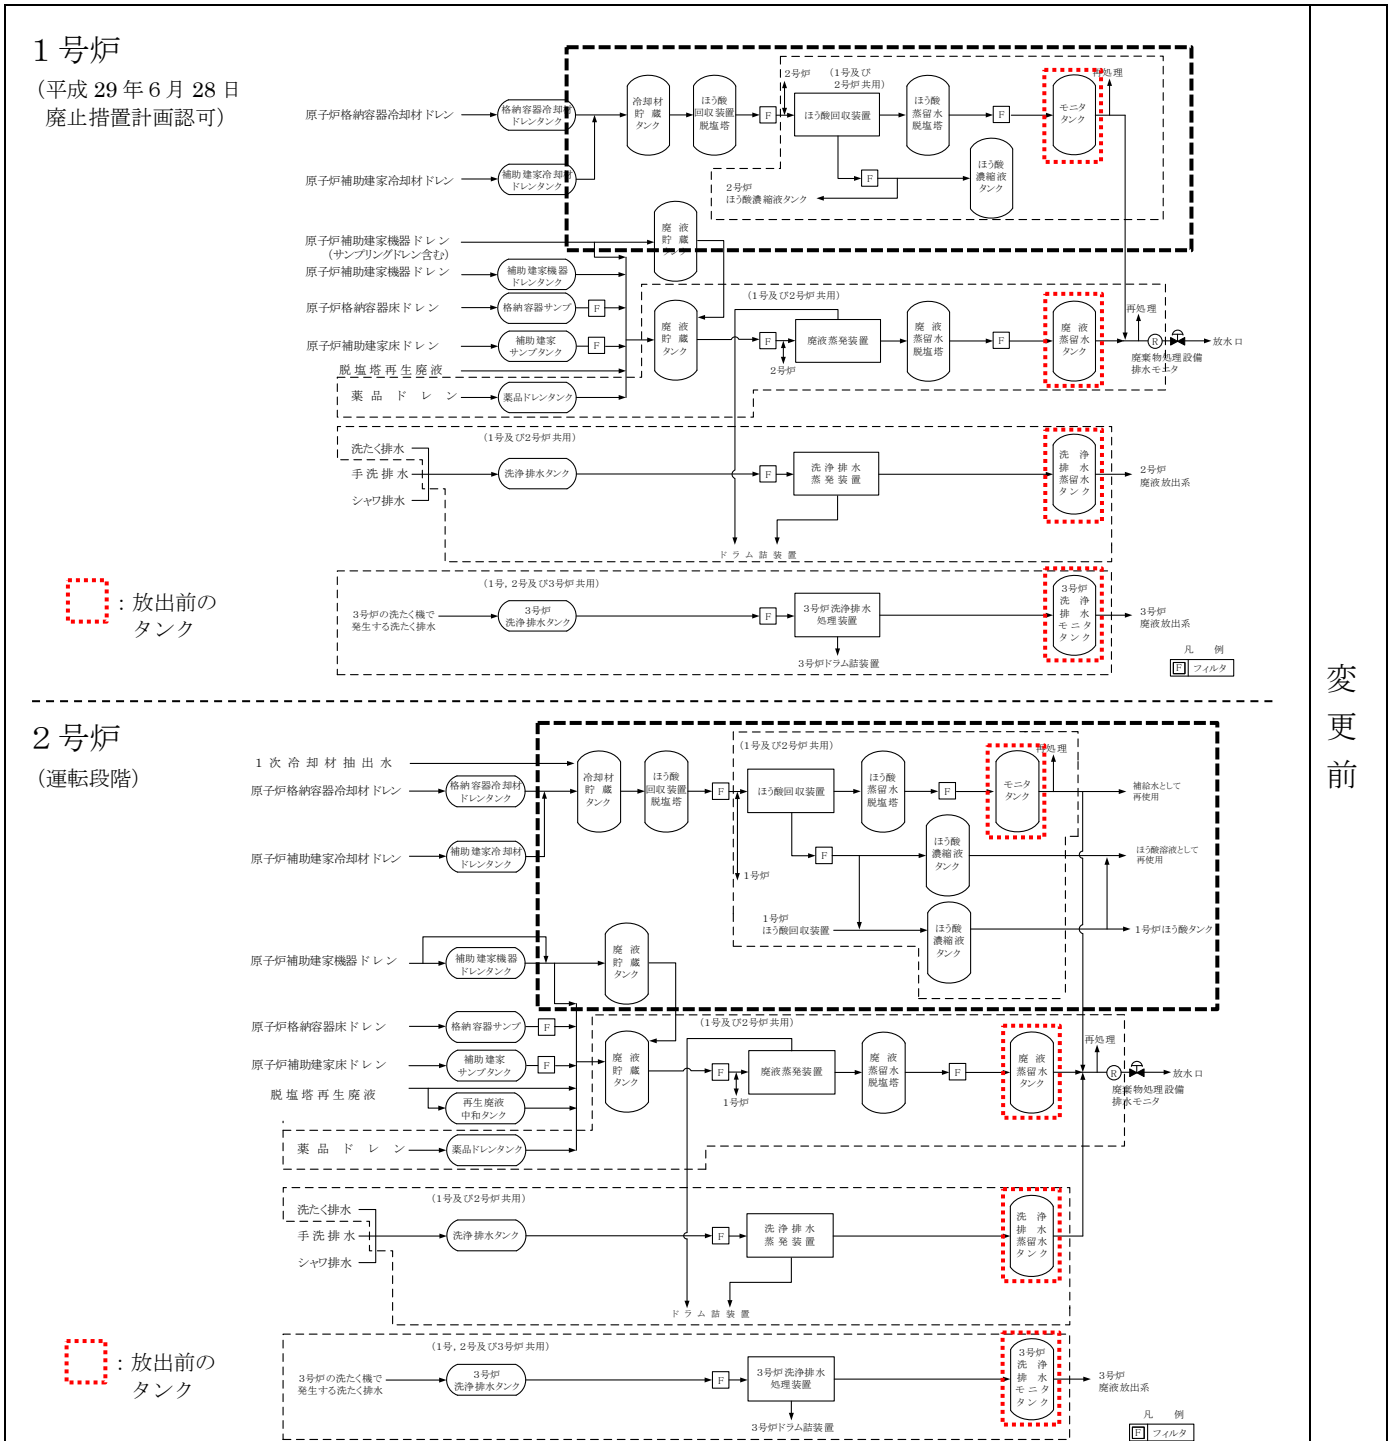 1号炉
(平成 29 年 6 月 28 日
廃止措置計画認可)
2号炉
(1号及び
2号炉共用)
再処理
原子炉格納容器冷却材ドレン
格納容器冷却材
ドレンタンク
冷却材
貯蔵
タンク
ほう酸
回収装置
脱塩塔
F
ほう酸回収装置
ほう酸
蒸留水
脱塩塔
F
モニタ
タンク
原子炉補助建家冷却材ドレン
補助建家冷却材
ドレンタンク
F
ほう酸
濃縮液
タンク
2号炉
ほう酸濃縮液タンク
原子炉補助建家機器ドレン
(サンプリングドレン含む)
廃液
貯蔵
タンク
原子炉補助建家機器ドレン
補助建家機器
ドレンタンク
(1号及び2号炉共用)
原子炉格納容器床ドレン
格納容器サンプ
F
廃液
貯蔵
タンク
F
廃液蒸発装置
廃液
蒸留水
脱塩塔
F
廃液
蒸留水
タンク
再処理
R
放水口
廃棄物処理設備
排水モニタ
2号炉
原子炉補助建家床ドレン
補助建家
サンプタンク
F
脱塩塔再生廃液
薬品ドレン
薬品ドレンタンク
(1号及び2号炉共用)
洗たく排水
手洗排水
シャワ排水
洗浄排水タンク
F
洗浄排水
蒸発装置
洗浄
排水
蒸留水
タンク
2号炉
廃液放出系
ドラム詰装置
(1号,2号及び3号炉共用)
3号炉の洗たく機で
発生する洗たく排水
3号炉
洗浄排水タンク
F
3号炉洗浄排水
処理装置
3号炉
洗浄
排水
モニタ
タンク
3号炉
廃液放出系
3号炉ドラム詰装置
:放出前の
タンク
凡例
F フィルタ
2号炉
(運転段階)
(1号及び2号炉共用)
再処理
1次冷却材抽出水
原子炉格納容器冷却材ドレン
格納容器冷却材
ドレンタンク
冷却材
貯蔵
タンク
ほう酸
回収装置
脱塩塔
F
ほう酸回収装置
ほう酸
蒸留水
脱塩塔
F
モニタ
タンク
補給水として
再使用
原子炉補助建家冷却材ドレン
補助建家冷却材
ドレンタンク
1号炉
F
ほう酸
濃縮液
タンク
ほう酸溶液として
再使用
1号炉
ほう酸回収装置
ほう酸
濃縮液
タンク
1号炉ほう酸タンク
原子炉補助建家機器ドレン
補助建家機器
ドレンタンク
廃液
貯蔵
タンク
(1号及び2号炉共用)
原子炉格納容器床ドレン
格納容器サンプ
F
原子炉補助建家床ドレン
補助建家
サンプタンク
F
廃液
貯蔵
タンク
F
1号炉
廃液蒸発装置
廃液
蒸留水
脱塩塔
F
廃液
蒸留水
タンク
再処理
R
放水口
廃棄物処理設備
排水モニタ
脱塩塔再生廃液
再生廃液
中和タンク
薬品ドレン
薬品ドレンタンク
(1号及び2号炉共用)
洗たく排水
手洗排水
シャワ排水
洗浄排水タンク
F
洗浄排水
蒸発装置
洗浄
排水
蒸留水
タンク
ドラム詰装置
(1号,2号及び3号炉共用)
3号炉の洗たく機で
発生する洗たく排水
3号炉
洗浄排水タンク
F
3号炉洗浄排水
処理装置
3号炉
洗浄
排水
モニタ
タンク
3号炉
廃液放出系
3号炉ドラム詰装置
:放出前の
タンク
凡例
F フィルタ
変更前